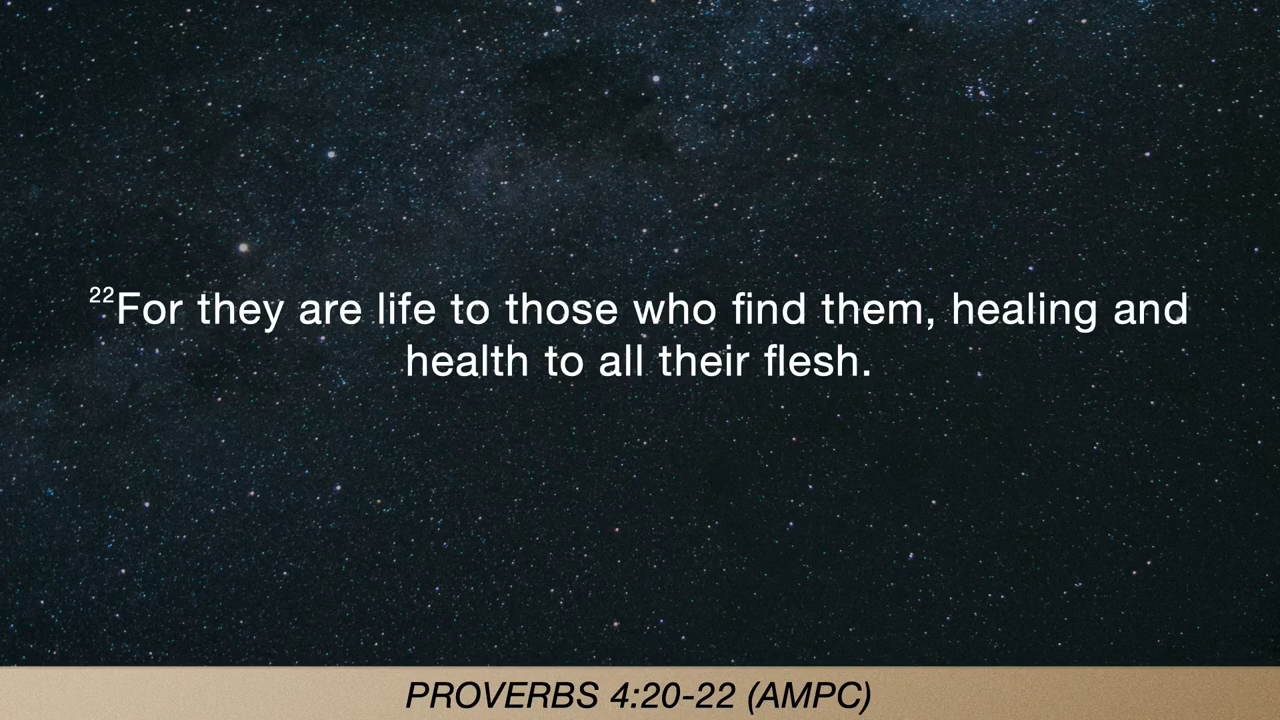 ²²For they are life to those who find them, healing and
health to all their flesh.
PROVERBS 4:20-22 (AMPC)